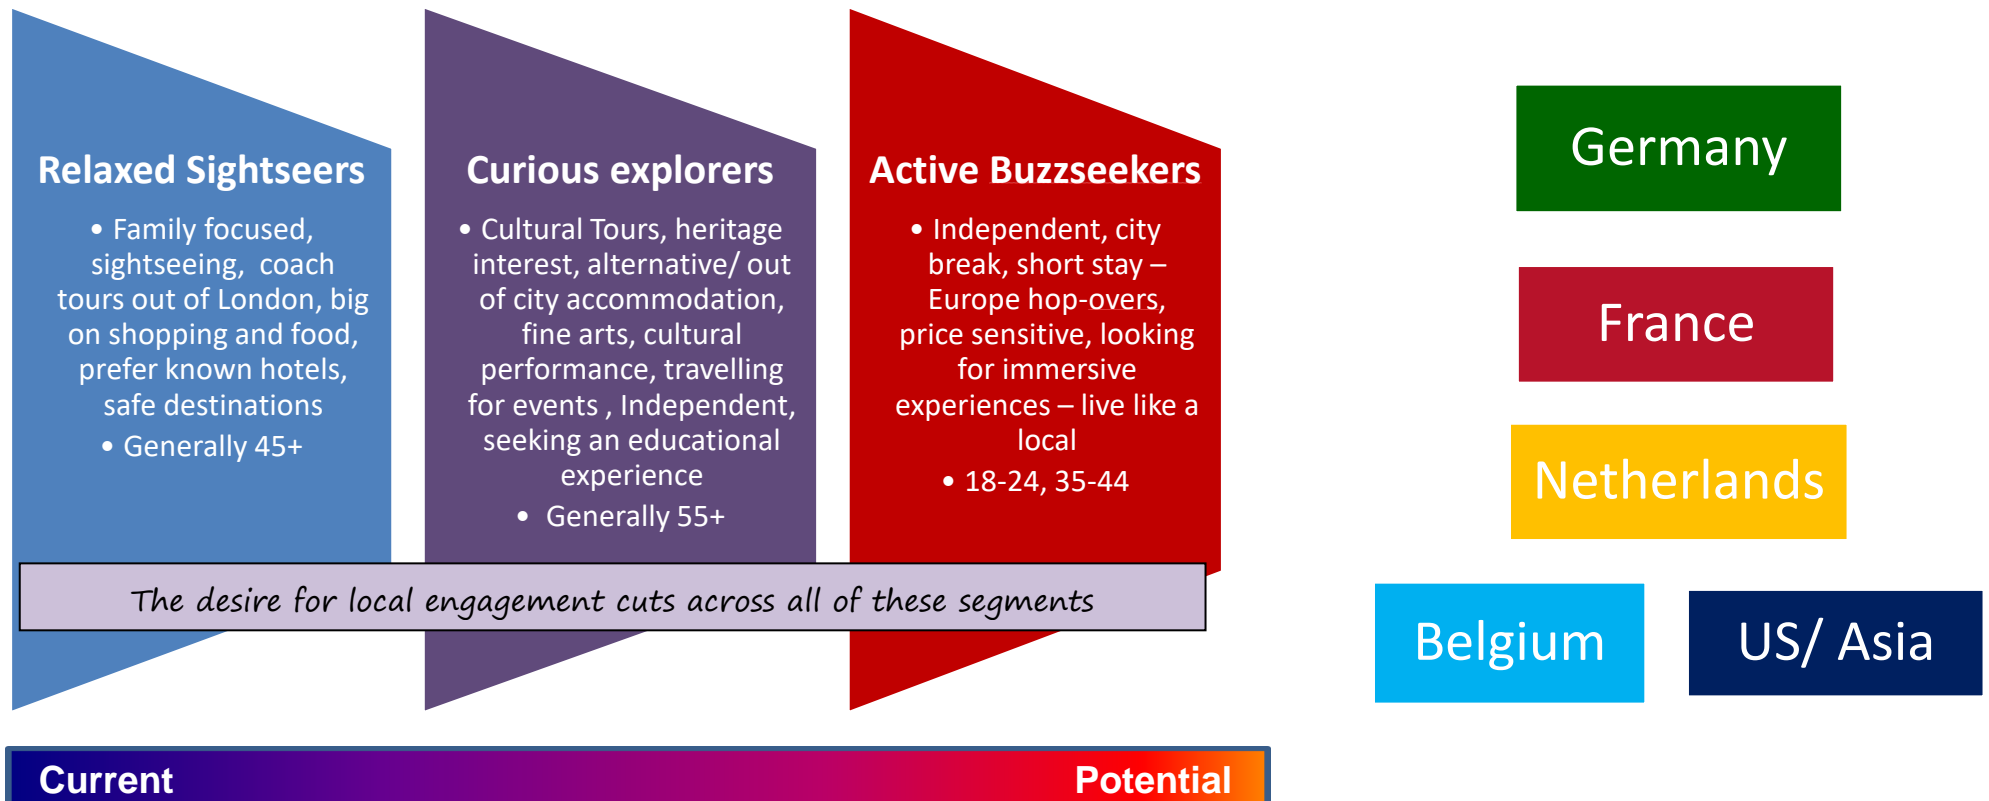 Relaxed Sightseers
• Family focused,
sightseeing, coach
tours out of London, big
on shopping and food,
prefer known hotels,
safe destinations
• Generally 45+
Curious explorers
• Cultural Tours, heritage
interest, alternative/ out
of city accommodation,
fine arts, cultural
performance, travelling
for events , Independent,
seeking an educational
experience
• Generally 55+
Active Buzzseekers
• Independent, city
break, short stay –
Europe hop-overs,
price sensitive, looking
for immersive
experiences – live like a
local
• 18-24, 35-44
The desire for local engagement cuts across all of these segments
Current
Potential
Germany
France
Netherlands
Belgium
US/ Asia